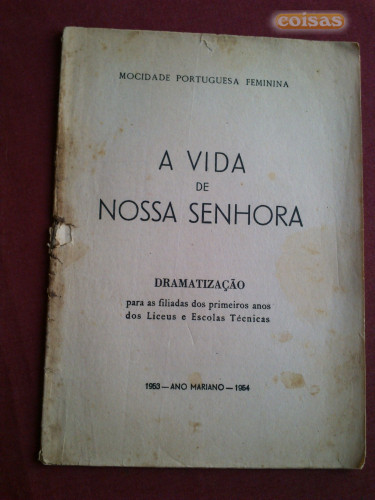 coisas
MOCIDADE PORTUGUESA FEMININA
A VIDA
DE
NOSSA SENHORA
DRAMATIZAÇÃO
para as filiadas dos primeiros anos
dos Liceus e Escolas Técnicas
1953 — ANO MARIANO — 1954